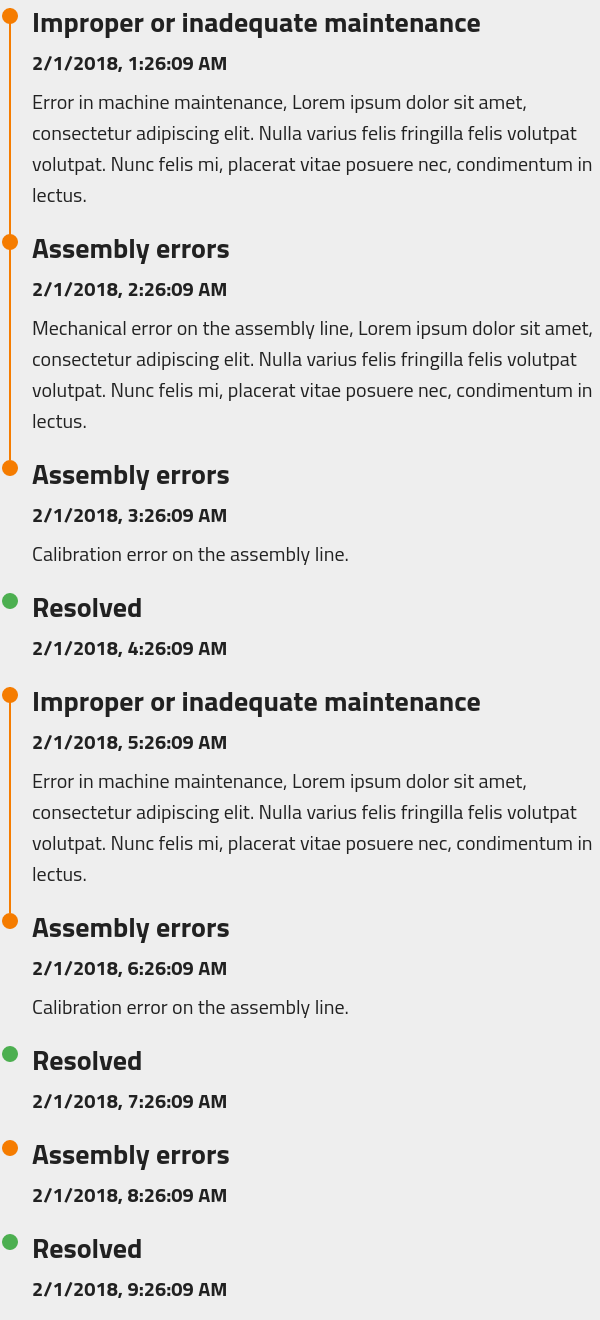 Improper or inadequate maintenance
2/1/2018, 1:26:09 AM
Error in machine maintenance, Lorem ipsum dolor sit amet,
consectetur adipiscing elit. Nulla varius felis fringilla felis volutpat
volutpat. Nunc felis mi, placerat vitae posuere nec, condimentum in
lectus.
Assembly errors
2/1/2018, 2:26:09 AM
Mechanical error on the assembly line, Lorem ipsum dolor sit amet,
consectetur adipiscing elit. Nulla varius felis fringilla felis volutpat
volutpat. Nunc felis mi, placerat vitae posuere nec, condimentum in
lectus.
Assembly errors
2/1/2018, 3:26:09 AM
Calibration error on the assembly line.
Resolved
2/1/2018, 4:26:09 AM
Improper or inadequate maintenance
2/1/2018, 5:26:09 AM
Error in machine maintenance, Lorem ipsum dolor sit amet,
consectetur adipiscing elit. Nulla varius felis fringilla felis volutpat
volutpat. Nunc felis mi, placerat vitae posuere nec, condimentum in
lectus.
Assembly errors
2/1/2018, 6:26:09 AM
Calibration error on the assembly line.
Resolved
2/1/2018, 7:26:09 AM
Assembly errors
2/1/2018, 8:26:09 AM
Resolved
2/1/2018, 9:26:09 AM